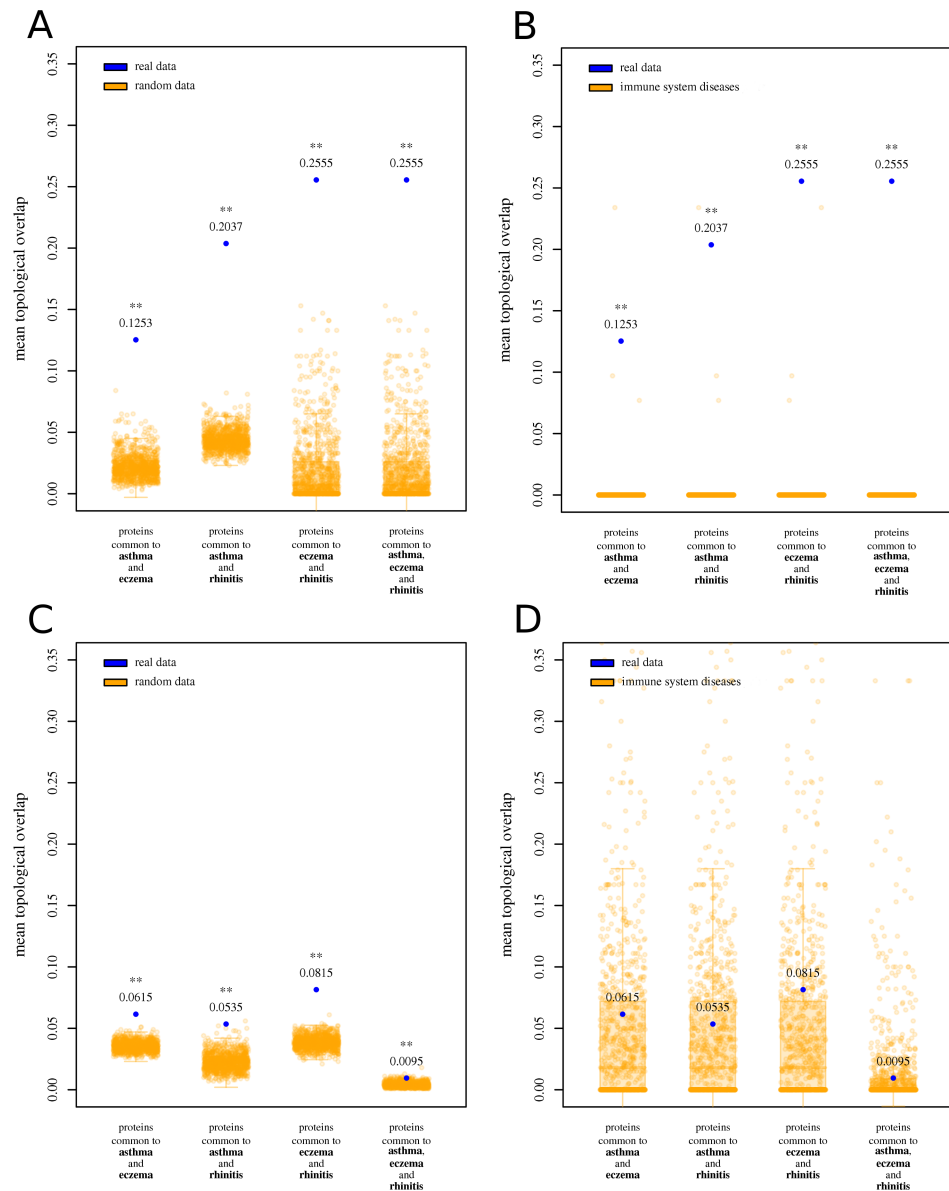 A
mean topological overlap
0.00
0.05
0.10
0.15
0.20
0.25
0.30
0.35
real data
random data
**
0.1253
**
0.2037
**
0.2555
**
0.2555
proteins
common to
asthma
and
eczema
proteins
common to
asthma
and
rhinitis
proteins
common to
eczema
and
rhinitis
proteins
common to
asthma,
eczema
and
rhinitis
B
mean topological overlap
0.00
0.05
0.10
0.15
0.20
0.25
0.30
0.35
real data
immune system diseases
**
0.1253
**
0.2037
**
0.2555
**
0.2555
proteins
common to
asthma
and
eczema
proteins
common to
asthma
and
rhinitis
proteins
common to
eczema
and
rhinitis
proteins
common to
asthma,
eczema
and
rhinitis
C
mean topological overlap
0.00
0.05
0.10
0.15
0.20
0.25
0.30
0.35
real data
random data
**
0.0615
**
0.0535
**
0.0815
**
0.0095
proteins
common to
asthma
and
eczema
proteins
common to
asthma
and
rhinitis
proteins
common to
eczema
and
rhinitis
proteins
common to
asthma,
eczema
and
rhinitis
D
mean topological overlap
0.00
0.05
0.10
0.15
0.20
0.25
0.30
0.35
real data
immune system diseases
0.0615
0.0535
0.0815
0.0095
proteins
common to
asthma
and
eczema
proteins
common to
asthma
and
rhinitis
proteins
common to
eczema
and
rhinitis
proteins
common to
asthma,
eczema
and
rhinitis